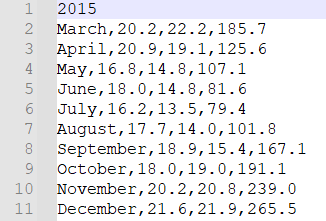 1 2015
2 March,20.2,22.2,185.7
3 April,20.9,19.1,125.6
4 May,16.8,14.8,107.1
5 June,18.0,14.8,81.6
6 July,16.2,13.5,79.4
7 August,17.7,14.0,101.8
8 September,18.9,15.4,167.1
9 October,18.0,19.0,191.1
10 November,20.2,20.8,239.0
11 December,21.6,21.9,265.5